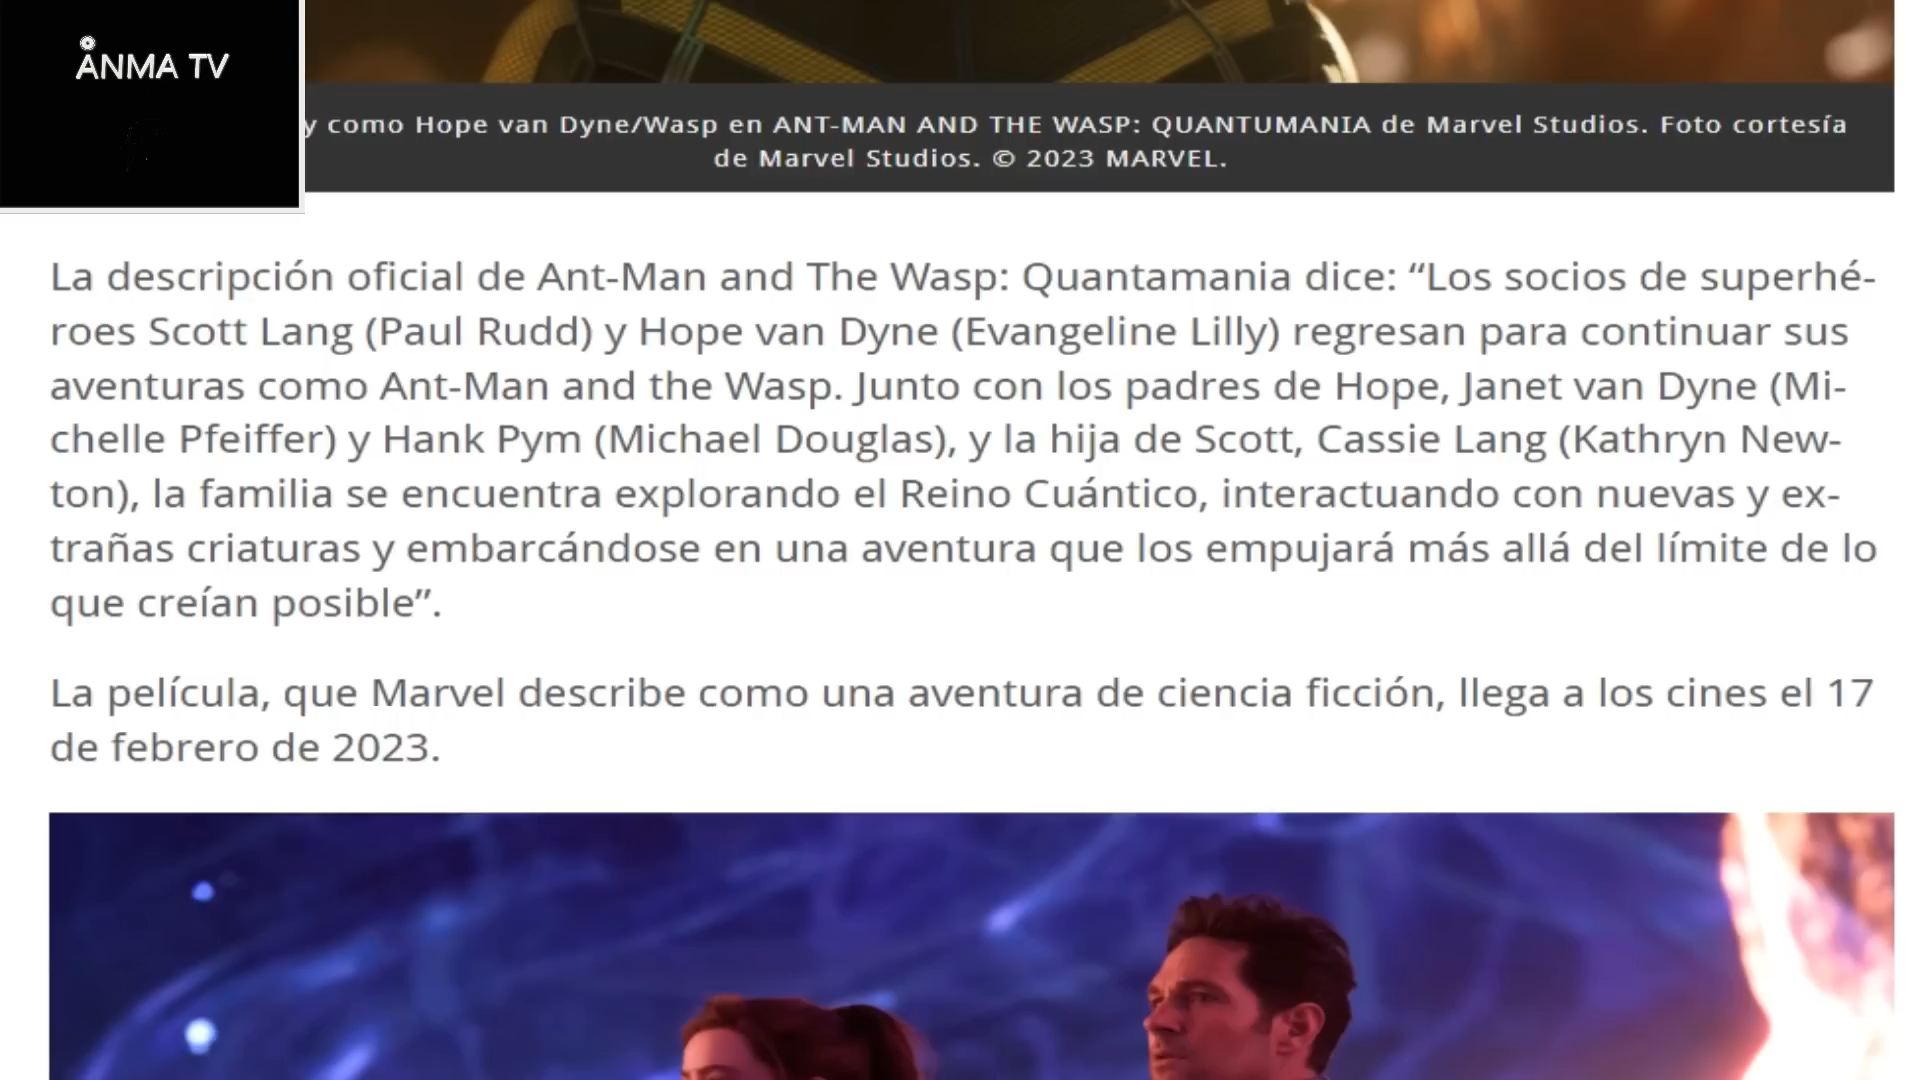 ÅNMA TV
y como Hope van Dyne/Wasp en ANT-MAN AND THE WASP: QUANTUMANIA de Marvel Studios. Foto cortesía
de Marvel Studios. © 2023 MARVEL.
La descripción oficial de Ant-Man and The Wasp: Quantamania dice: “Los socios de superhé-
roes Scott Lang (Paul Rudd) y Hope van Dyne (Evangeline Lilly) regresan para continuar sus
aventuras como Ant-Man and the Wasp. Junto con los padres de Hope, Janet van Dyne (Mi-
chelle Pfeiffer) y Hank Pym (Michael Douglas), y la hija de Scott, Cassie Lang (Kathryn New-
ton), la familia se encuentra explorando el Reino Cuántico, interactuando con nuevas y ex-
trañas criaturas y embarcándose en una aventura que los empujará más allá del límite de lo
que creían posible”.
La película, que Marvel describe como una aventura de ciencia ficción, llega a los cines el 17
de febrero de 2023.